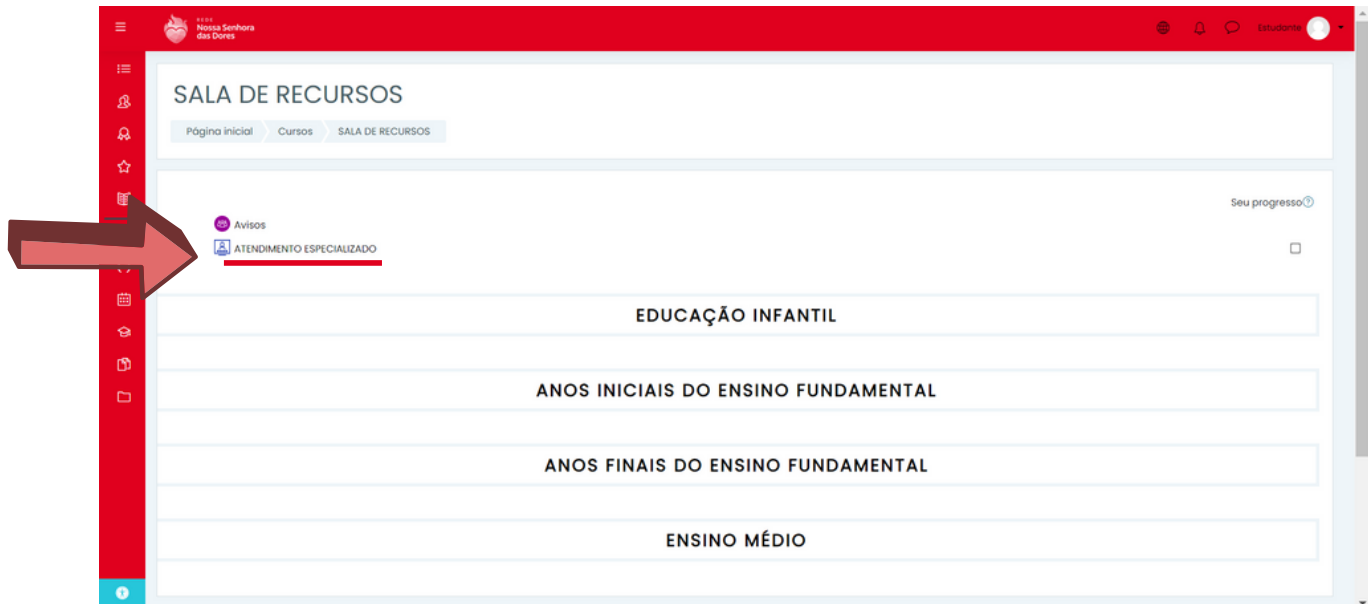 REDE
Nossa Senhora
das Dores
Estudante
SALA DE RECURSOS
Página inicial Cursos SALA DE RECURSOS
Seu progresso
Avisos
ATENDIMENTO ESPECIALIZADO
EDUCAÇÃO INFANTIL
ANOS INICIAIS DO ENSINO FUNDAMENTAL
ANOS FINAIS DO ENSINO FUNDAMENTAL
ENSINO MÉDIO